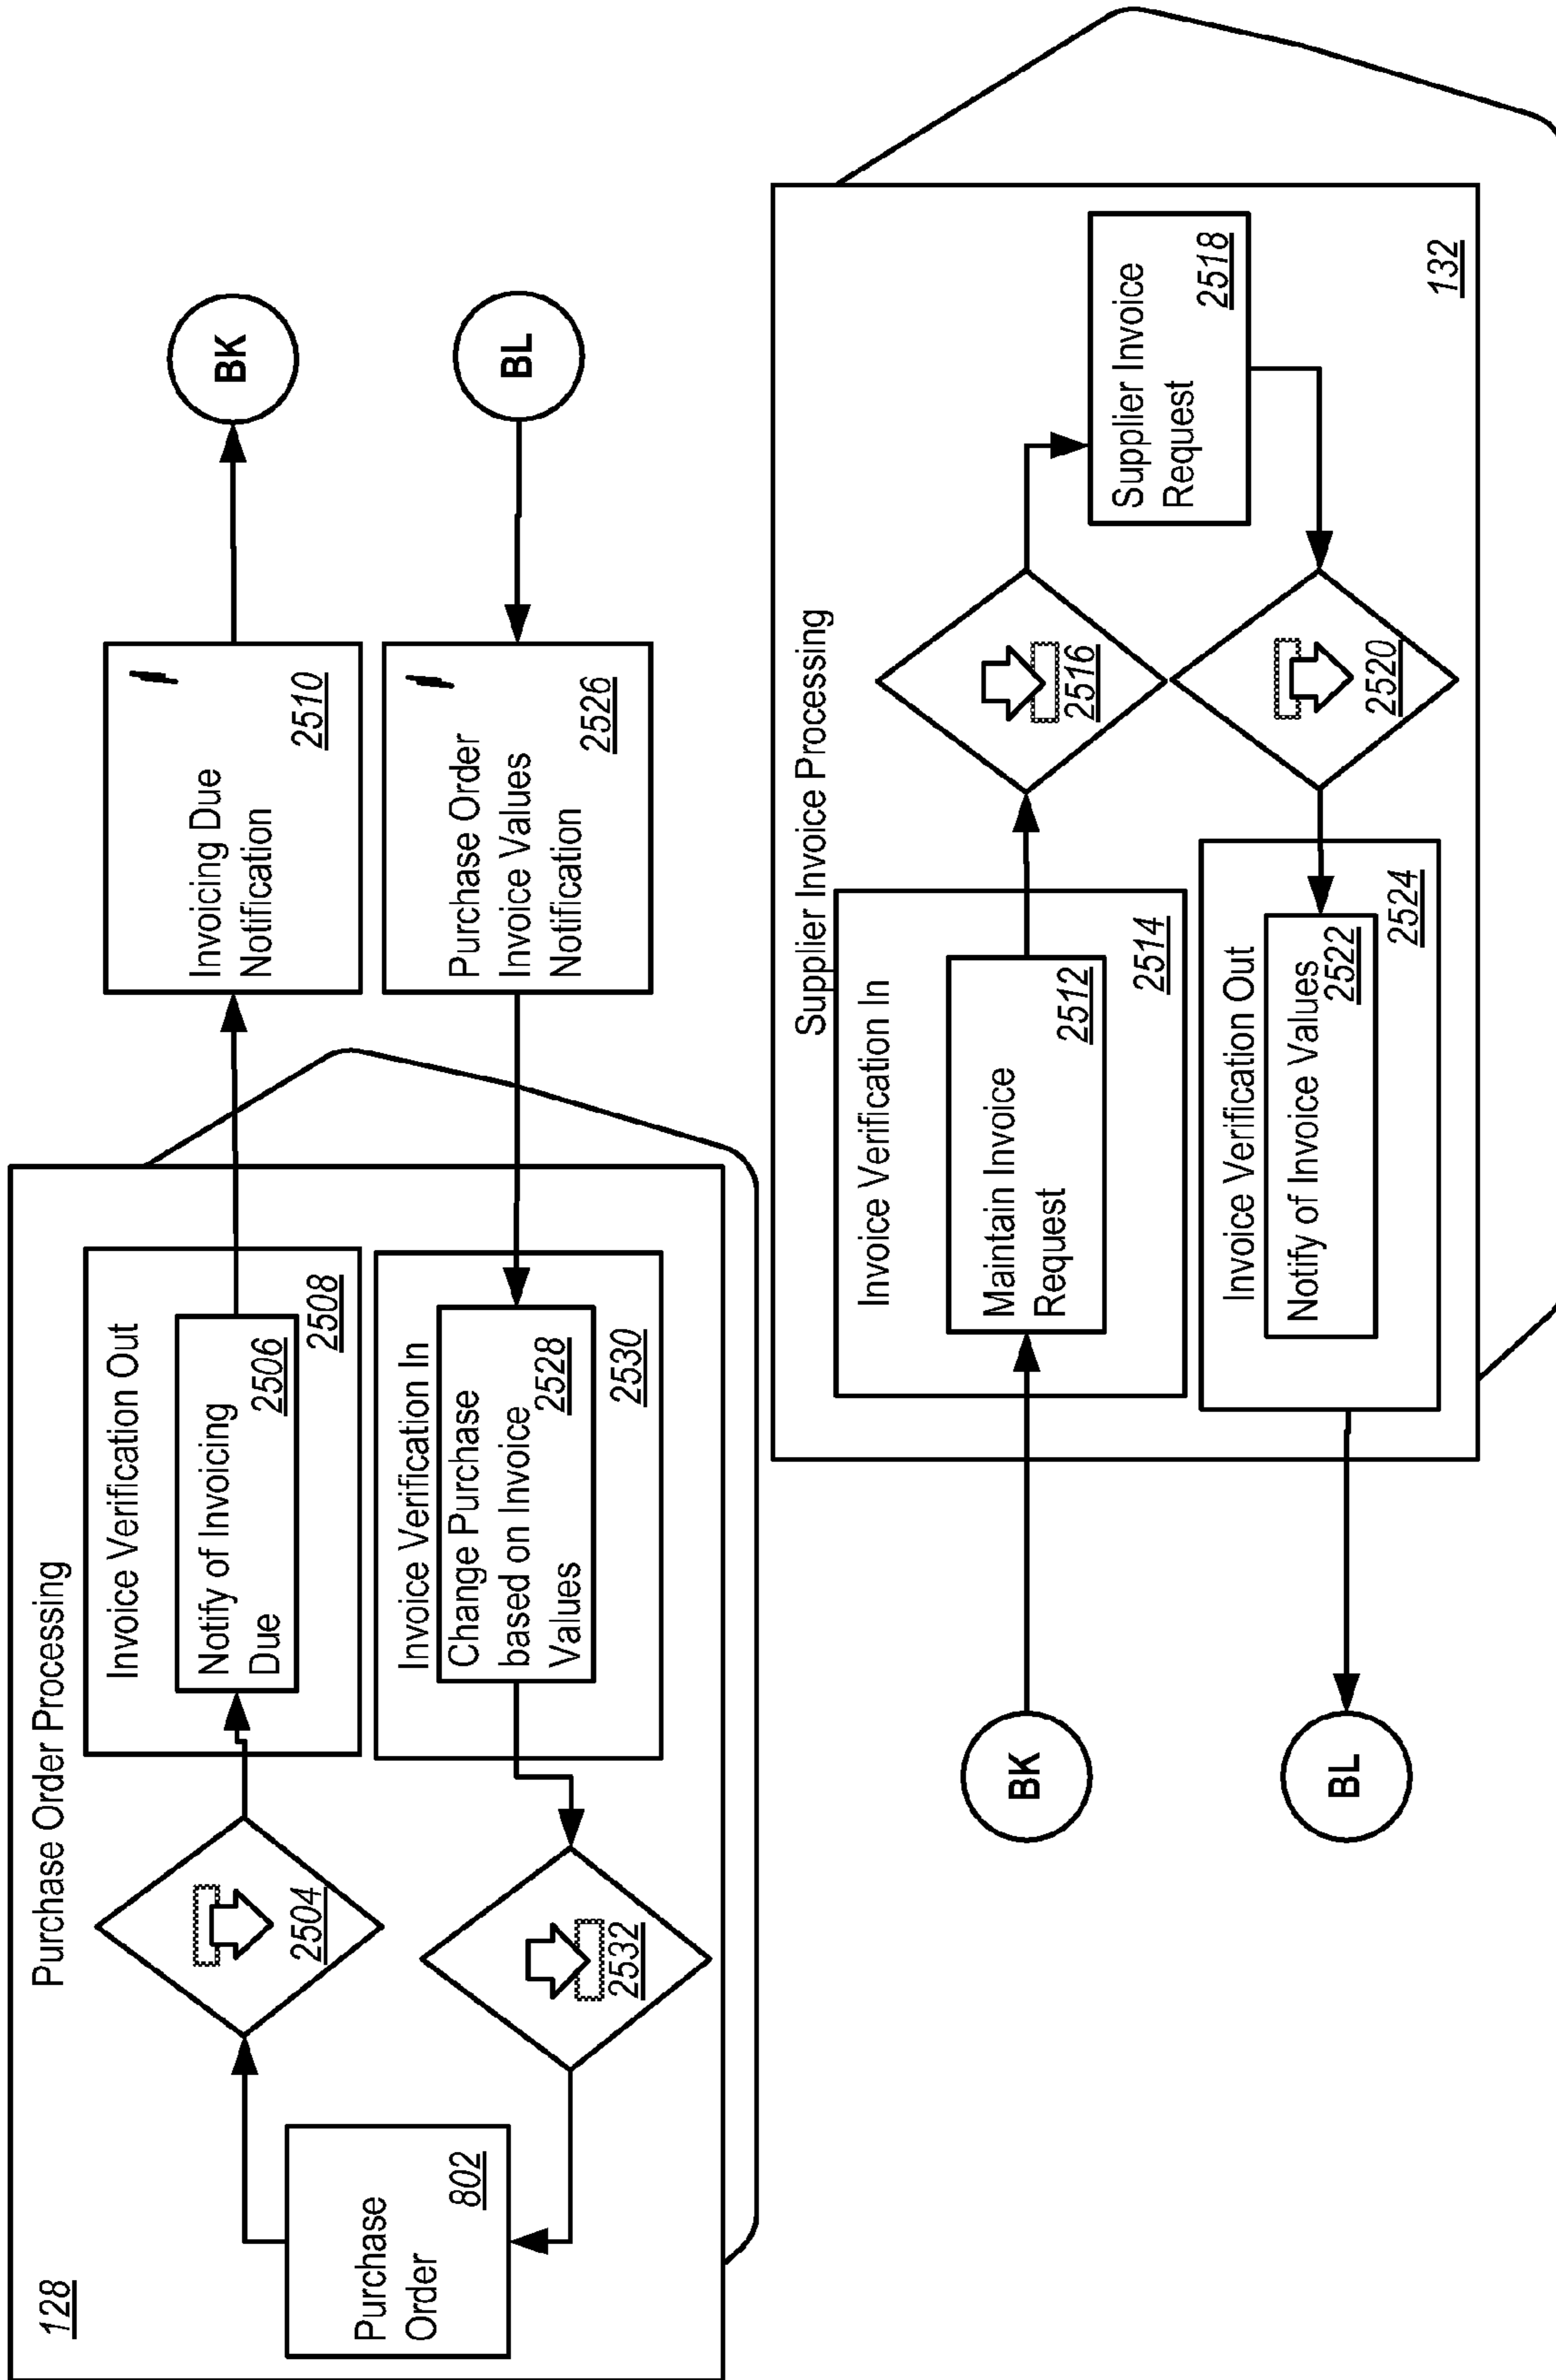 Purchase Order Processing
128
Purchase
Order
802
2504
Invoice Verification Out
Notify of Invoicing
Due
2506
2508
Invoicing Due
Notification
2510
BK
2532
Invoice Verification In
Change Purchase
based on Invoice
Values
2528
2530
Purchase Order
Invoice Values
Notification
2526
BL
Supplier Invoice Processing
BK
Invoice Verification In
Maintain Invoice
Request
2512
2514
2516
Supplier Invoice
Request
2518
BL
Invoice Verification Out
Notify of Invoice Values
2522
2524
2520
132